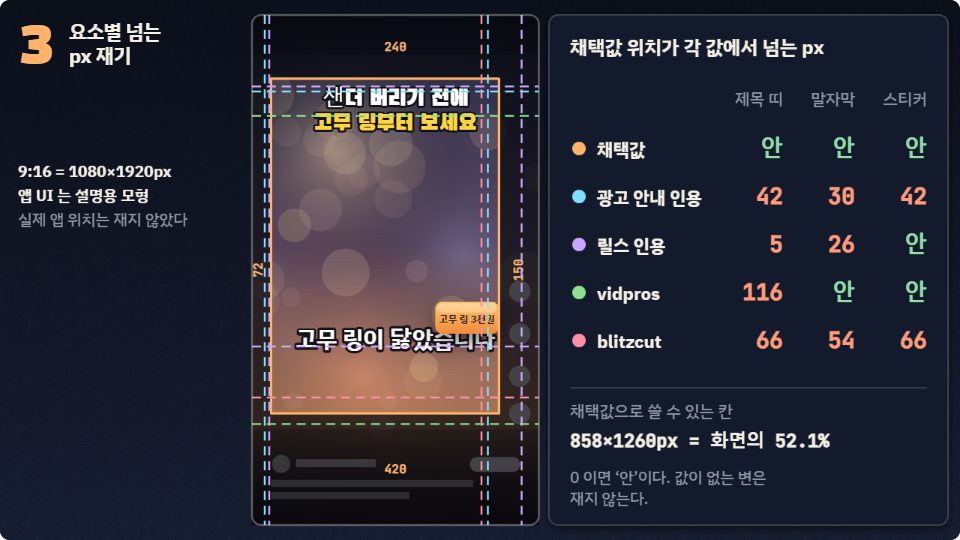 3
요소별 넘는
px 재기
9:16 = 1080×1920px
앱 UI 는 설명용 모형
실제 앱 위치는 재지 않았다
240
더 버리기 전에
고무 링부터 보세요
72
150
고무 링 3천원
고무 링이 닳았습니다
420
채택값 위치가 각 값에서 넘는 px
제목 띠 말자막 스티커
채택값 안 안 안
광고 안내 인용 42 30 42
릴스 인용 5 26 안
vidpros 116 안 안
blitzcut 66 54 66
채택값으로 쓸 수 있는 칸
858×1260px = 화면의 52.1%
0 이면 ‘안’이다. 값이 없는 변은
재지 않는다.